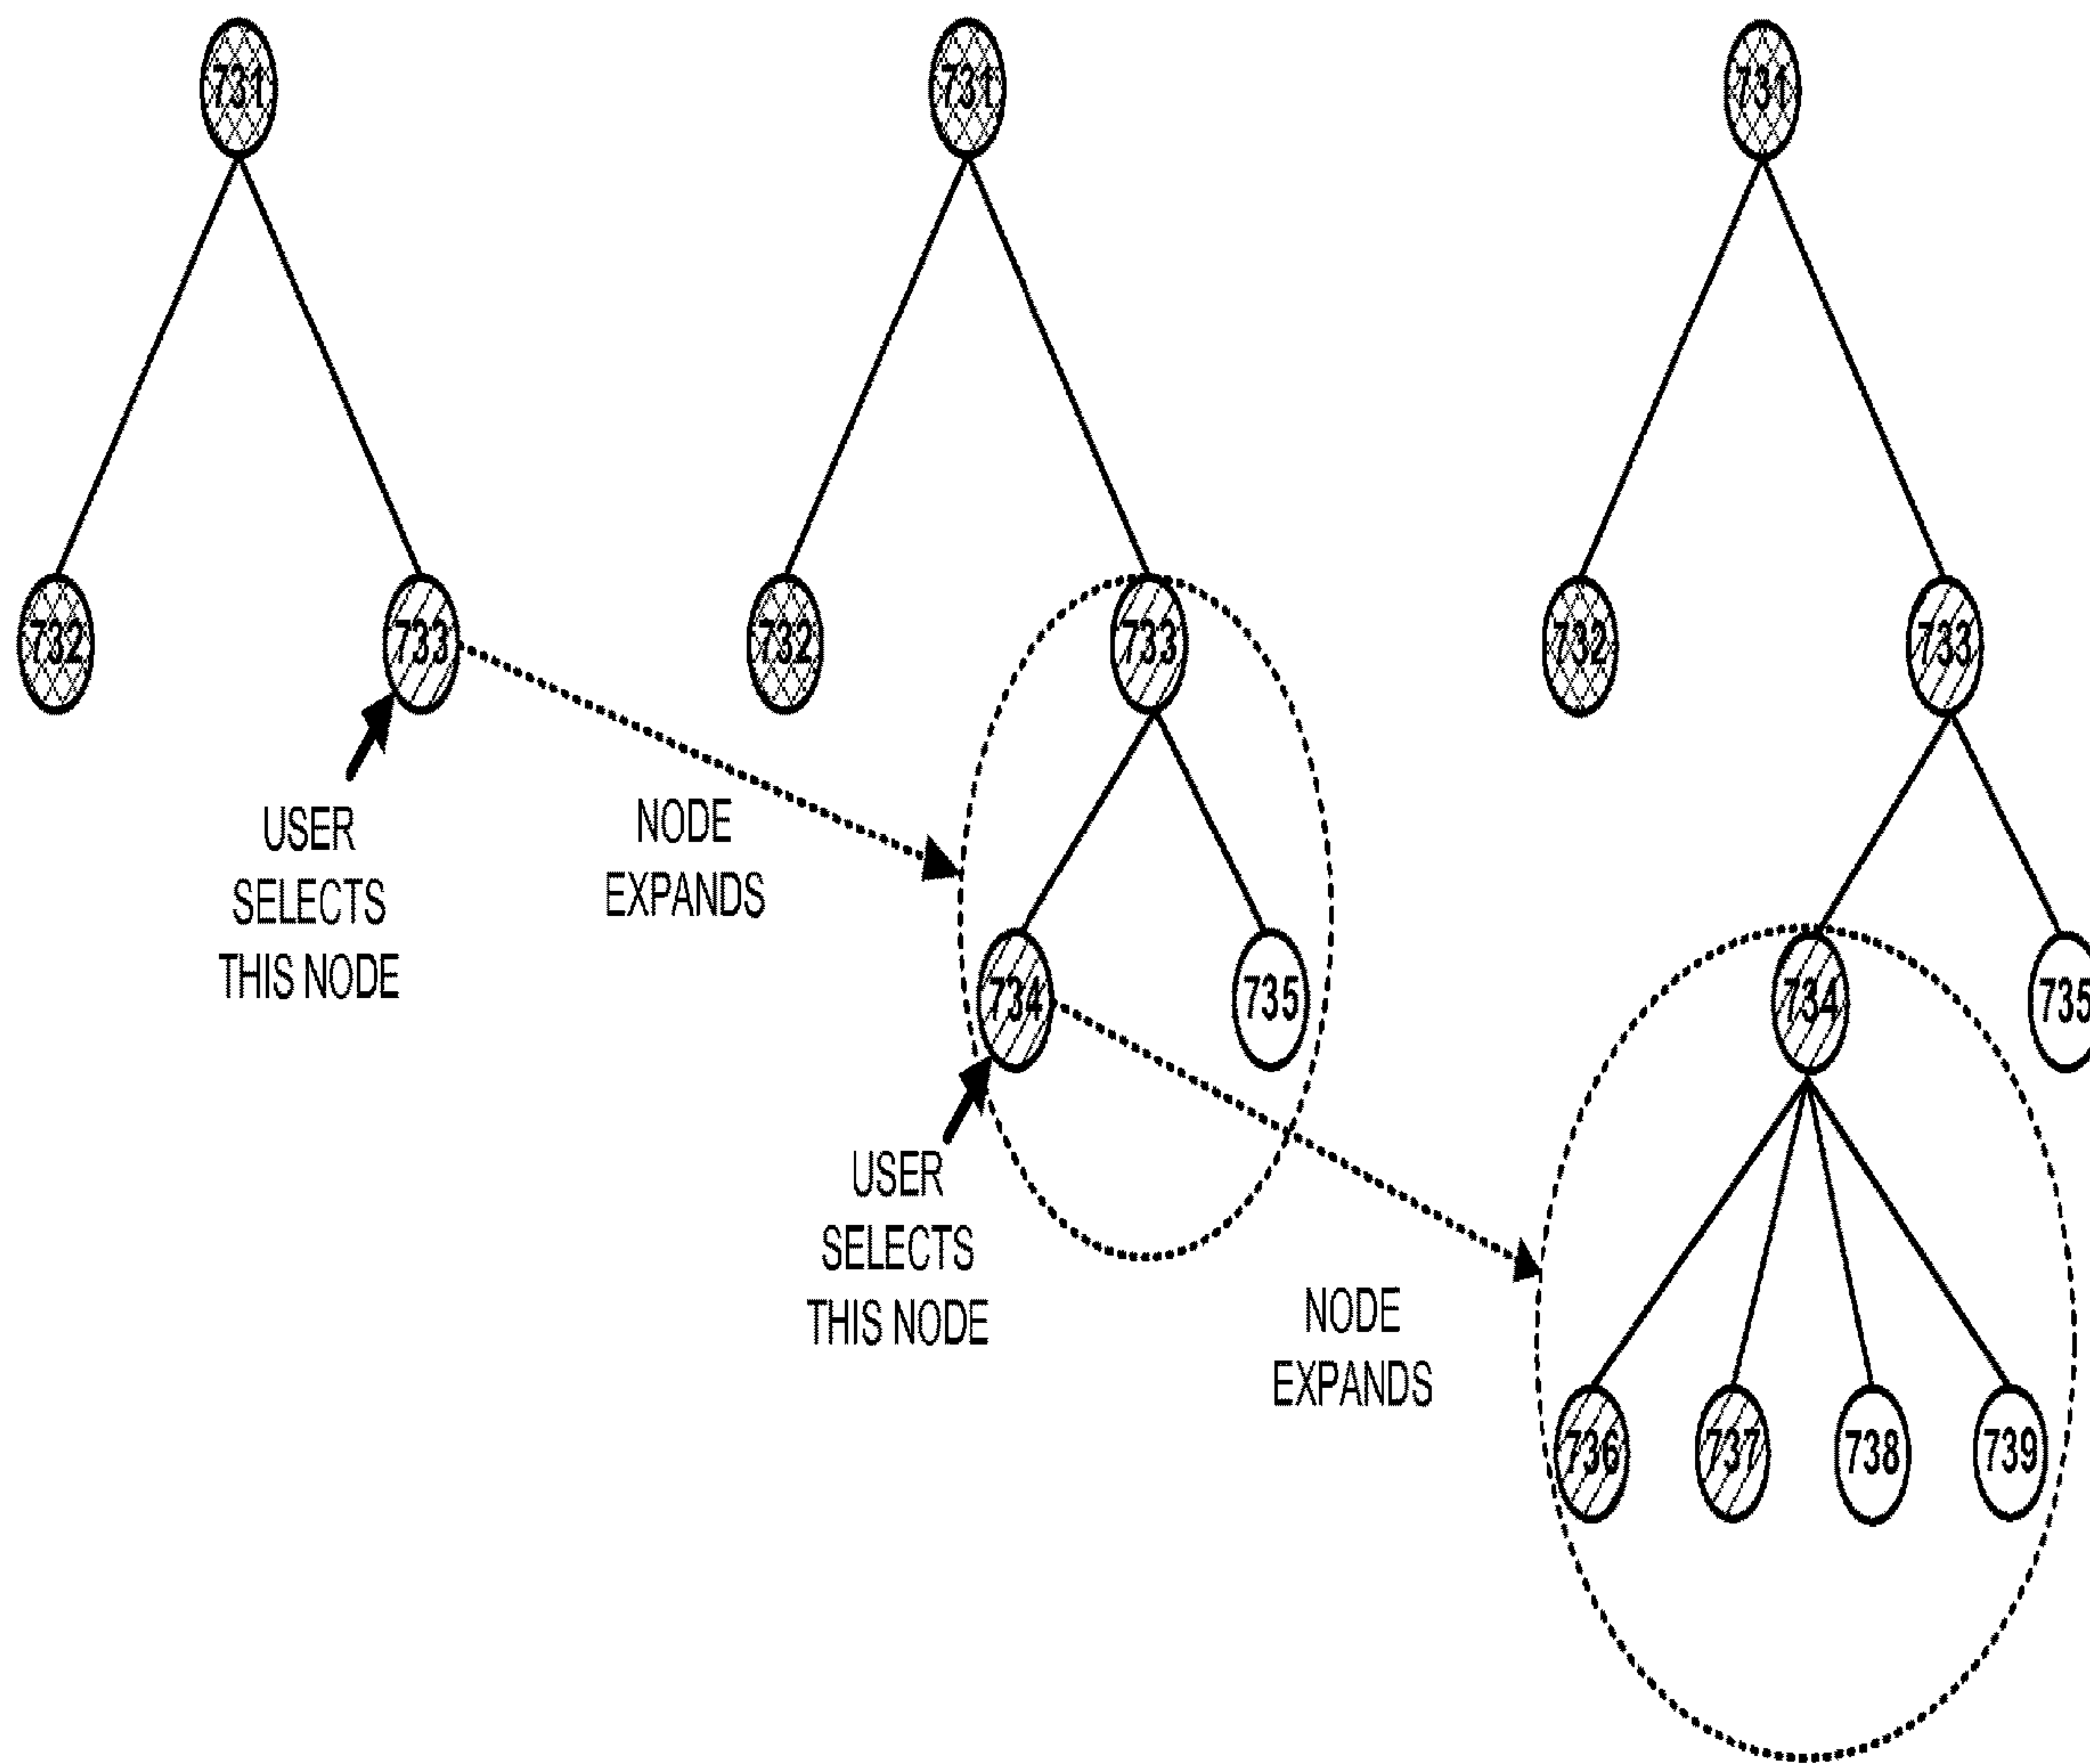 731
731
731
732
733
732
733
732
733
USER
SELECTS
THIS NODE
NODE
EXPANDS
734
735
734
735
USER
SELECTS
THIS NODE
NODE
EXPANDS
736
737
738
739